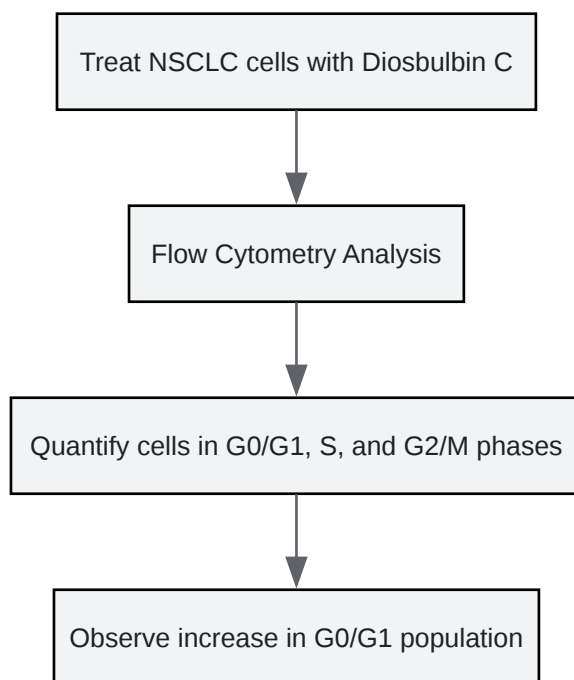 Treat NSCLC cells with Diosbulbin C
Flow Cytometry Analysis
Quantify cells in G0/G1, S, and G2/M phases
Observe increase in G0/G1 population